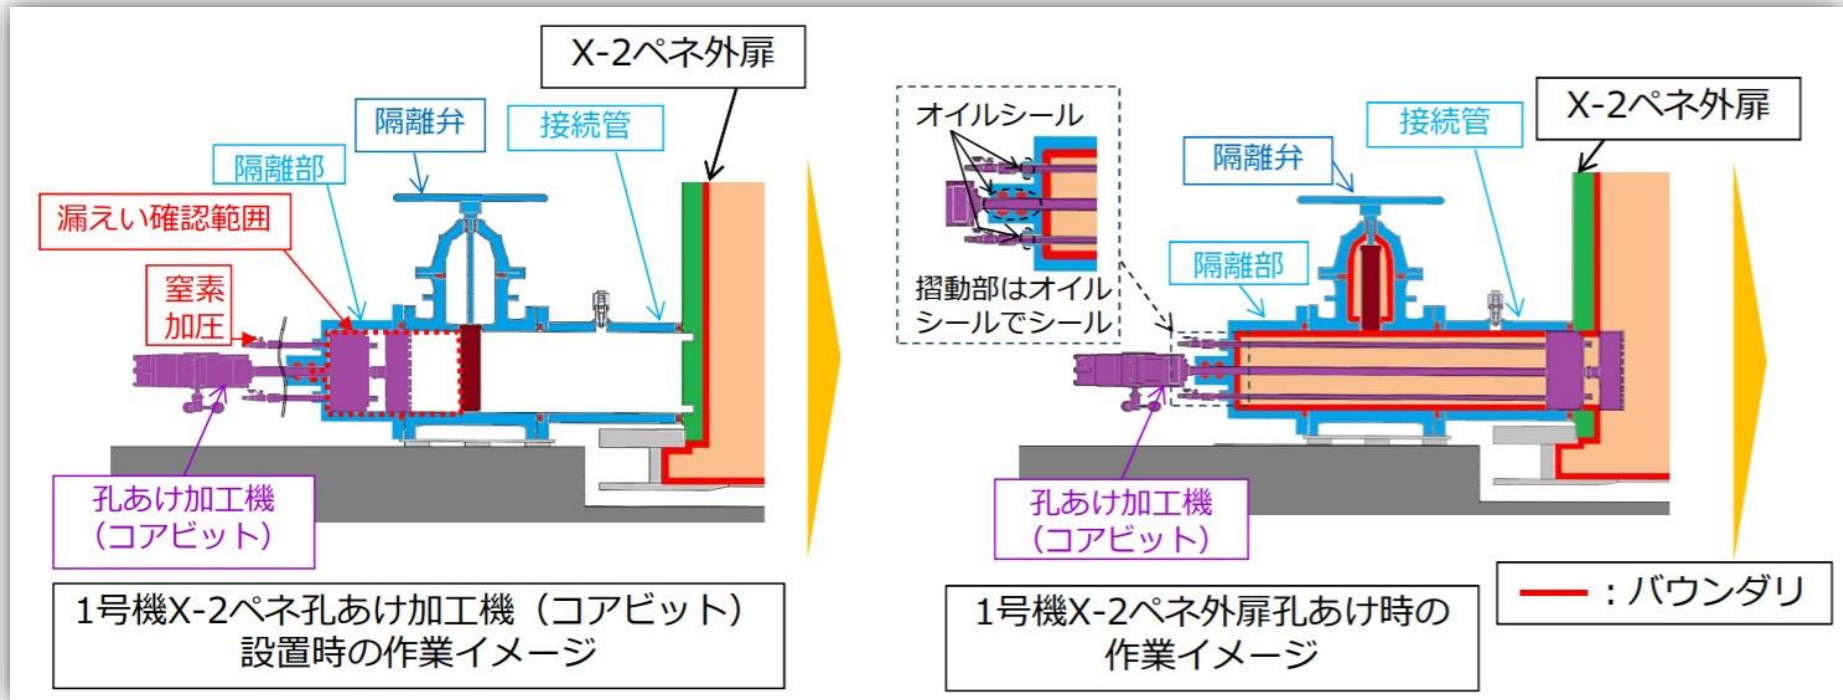 X-2ペネ外扉
隔離弁
接続管
隔離部
漏えい確認範囲
窒素
加圧
孔あけ加工機
（コアビット）
1号機X-2ペネ孔あけ加工機（コアビット）
設置時の作業イメージ
オイルシール
摺動部はオイル
シールでシール
X-2ペネ外扉
接続管
隔離弁
隔離部
孔あけ加工機
（コアビット）
1号機X-2ペネ外扉孔あけ時の
作業イメージ
：バウンダリ